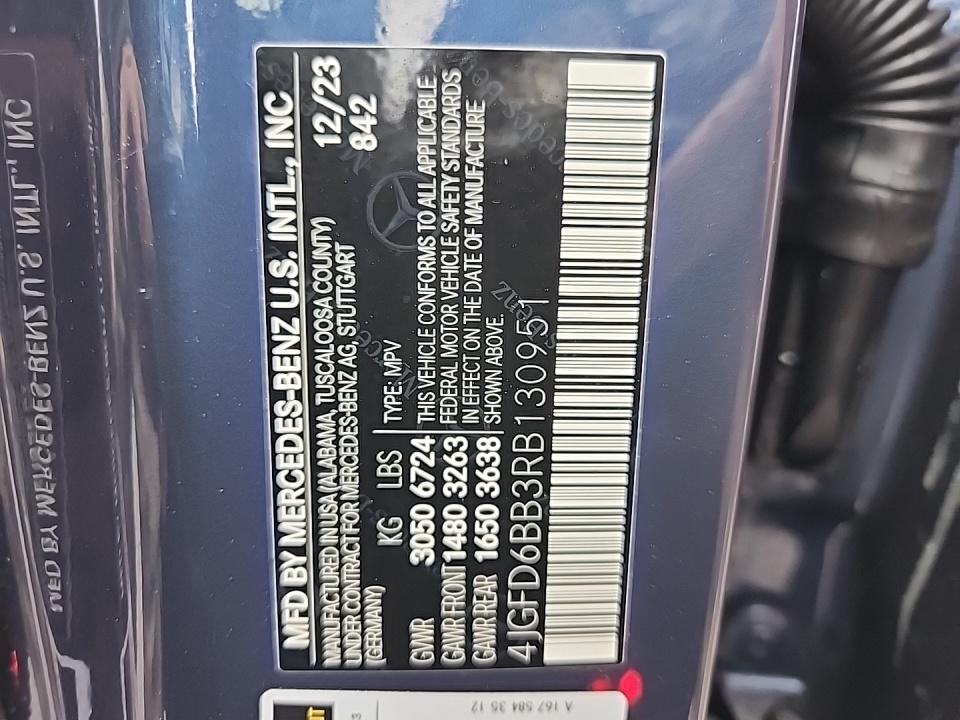 MFD BY MERCEDES-BENZ U.S. INTL., INC
MANUFACTURED IN USA (ALABAMA, TUSCALOOSA COUNTY) 12/23
UNDER CONTRACT FOR MERCEDES-BENZ AG, STUTTGART 842
(GERMANY)
KG LBS TYPE: MPV
GVWR 3050 6724
GAWR FRONT 1480 3263
GAWR REAR 1650 3638
THIS VEHICLE CONFORMS TO ALL APPLICABLE
FEDERAL MOTOR VEHICLE SAFETY STANDARDS
IN EFFECT ON THE DATE OF MANUFACTURE
SHOWN ABOVE.
4JGFD6BB3RB130951
A 167 584 35 12